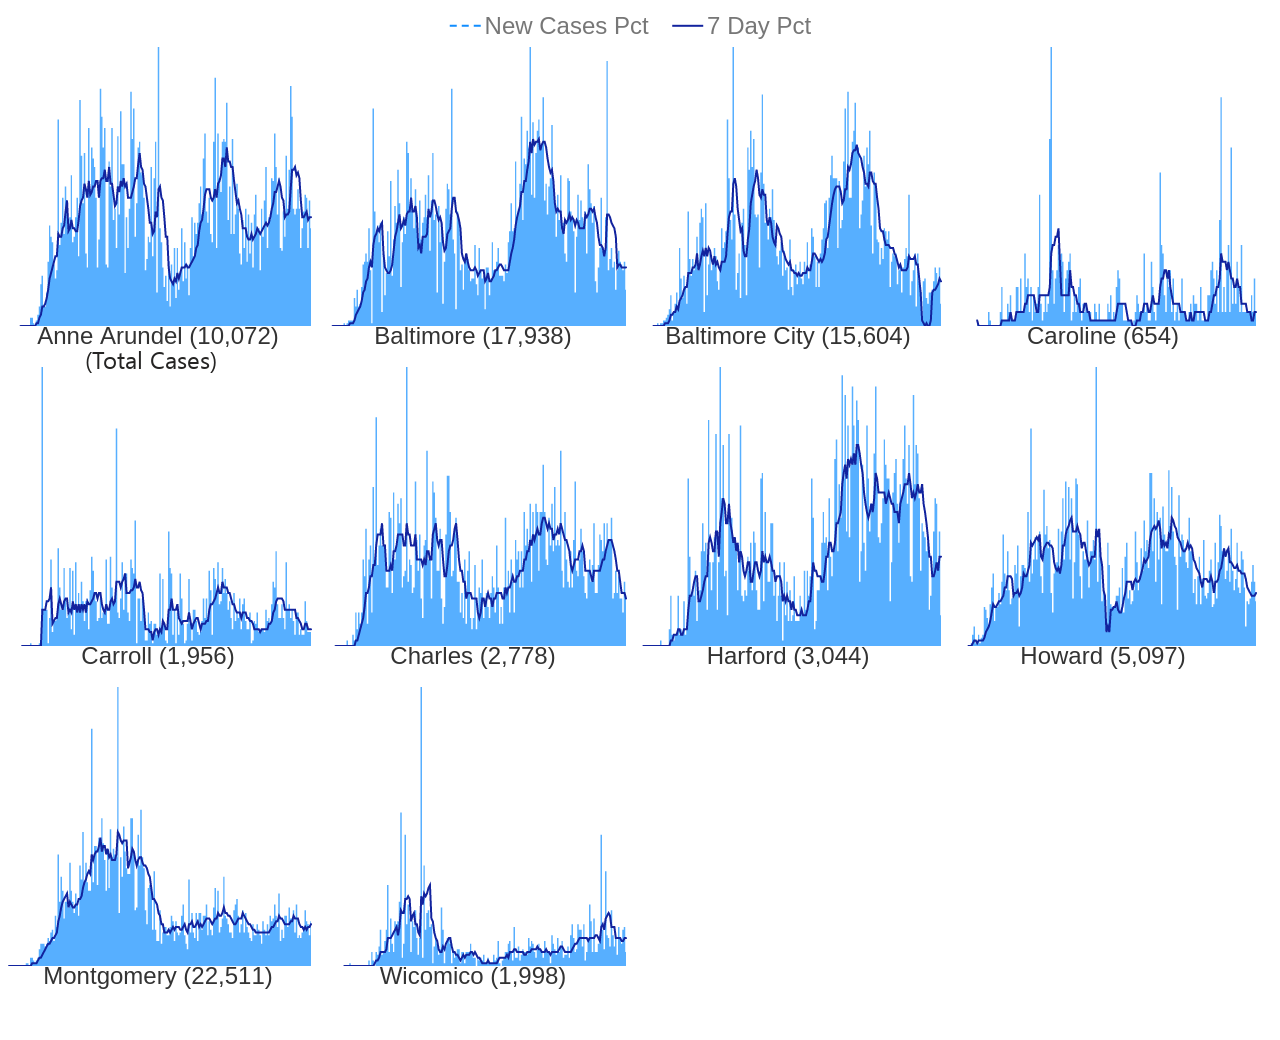 New Cases Pct 7 Day Pct
Anne Arundel (10,072) Baltimore (17,938) Baltimore City (15,604) Caroline (654)
(Total Cases)
Carroll (1,956) Charles (2,778) Harford (3,044) Howard (5,097)
Montgomery (22,511) Wicomico (1,998)